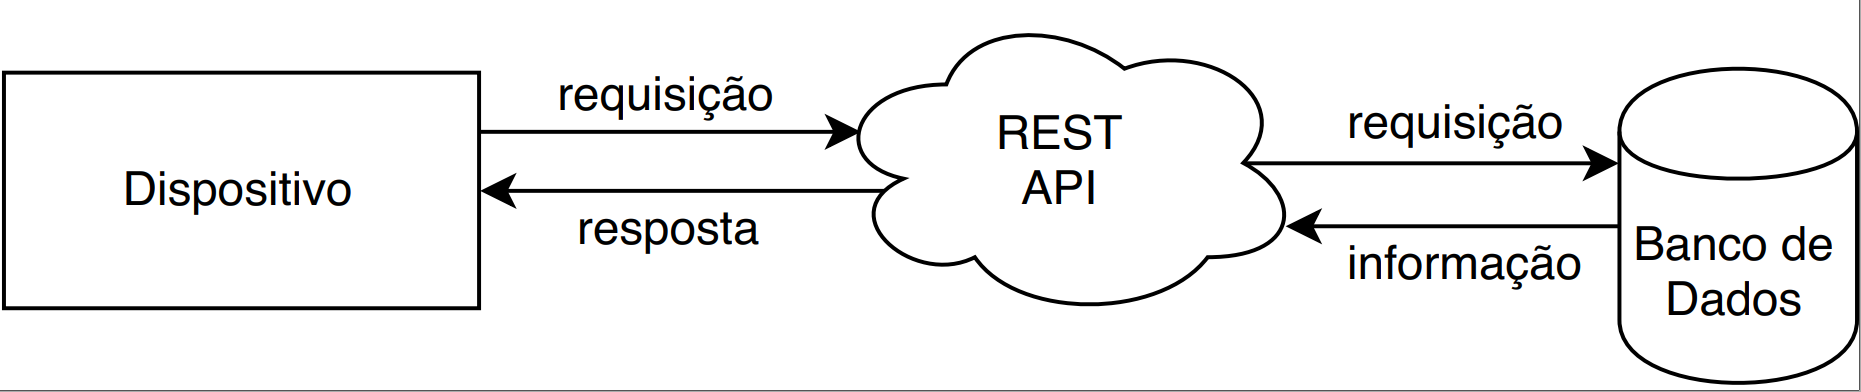 Dispositivo
requisição
resposta
REST
API
requisição
informação
Banco de
Dados